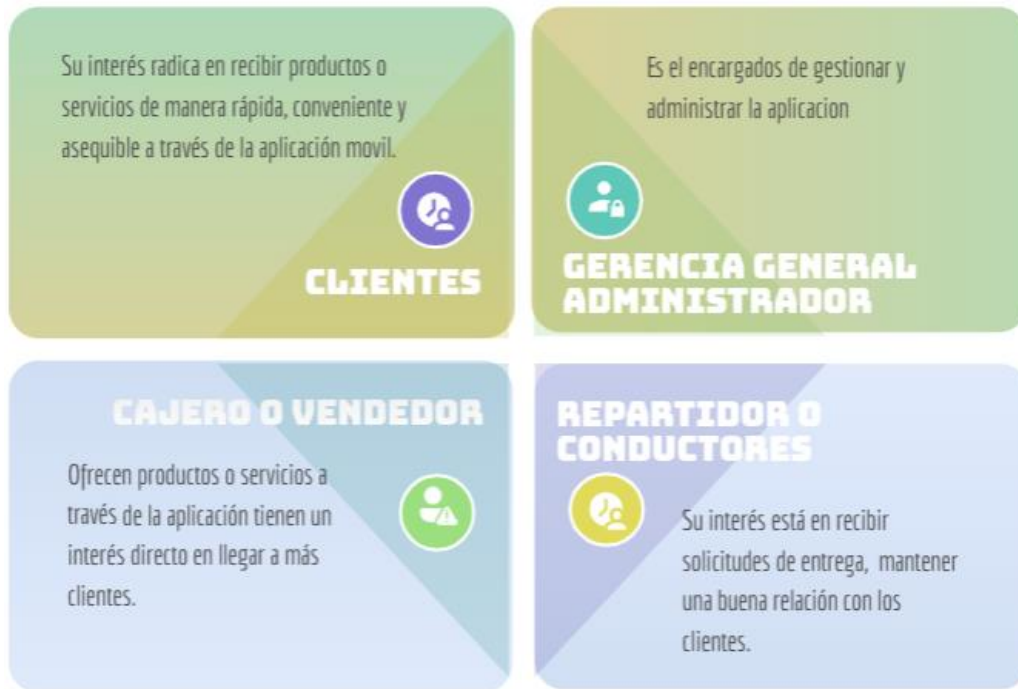 Su interés radica en recibir productos o
servicios de manera rápida, conveniente y
asequible a través de la aplicación movil.
CLIENTES
Es el encargados de gestionar y
administrar la aplicacion
GERENCIA GENERAL
ADMINISTRADOR
CAJERO O VENDEDOR
Ofrecen productos o servicios a
través de la aplicación tienen un
interés directo en llegar a más
clientes.
REPARTIDOR O
CONDUCTORES
Su interés está en recibir
solicitudes de entrega, mantener
una buena relación con los
clientes.